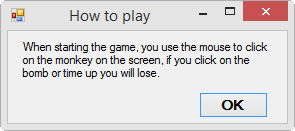 How to play
When starting the game, you use the mouse to click
on the monkey on the screen, if you click on the
bomb or time up you will lose.
OK